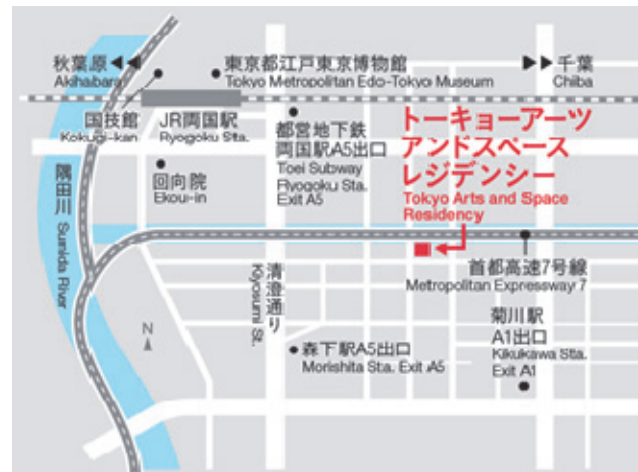 秋葉原
Akihabara
東京都江戸東京博物館
Tokyo Metropolitan Edo-Tokyo Museum
千葉
Chiba
国技館
Kokugi-kan
JR両国駅
Ryogoku Sta.
都営地下鉄
両国駅A5出口
Toei Subway
Ryogoku Sta.
Exit A5
トーキョーアーツ
アンドスペース
レジデンシー
Tokyo Arts and Space
Residency
回向院
Ekou-in
隅田川 Sumida River
首都高速7号線
Metropolitan Expressway 7
清澄通り
Kiyosumi St.
菊川駅
A1出口
Kikukawa Sta.
Exit A1
N
森下駅A5出口
Morishita Sta. Exit A5